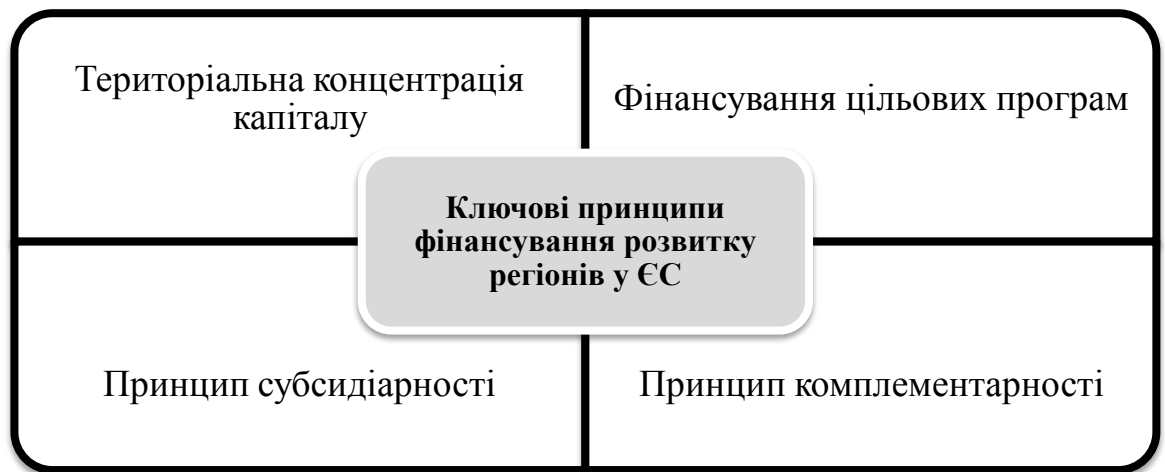 Територіальна концентрація
капіталу
Фінансування цільових програм
Ключові принципи
фінансування розвитку
регіонів у ЄС
Принцип субсидіарності
Принцип комплементарності